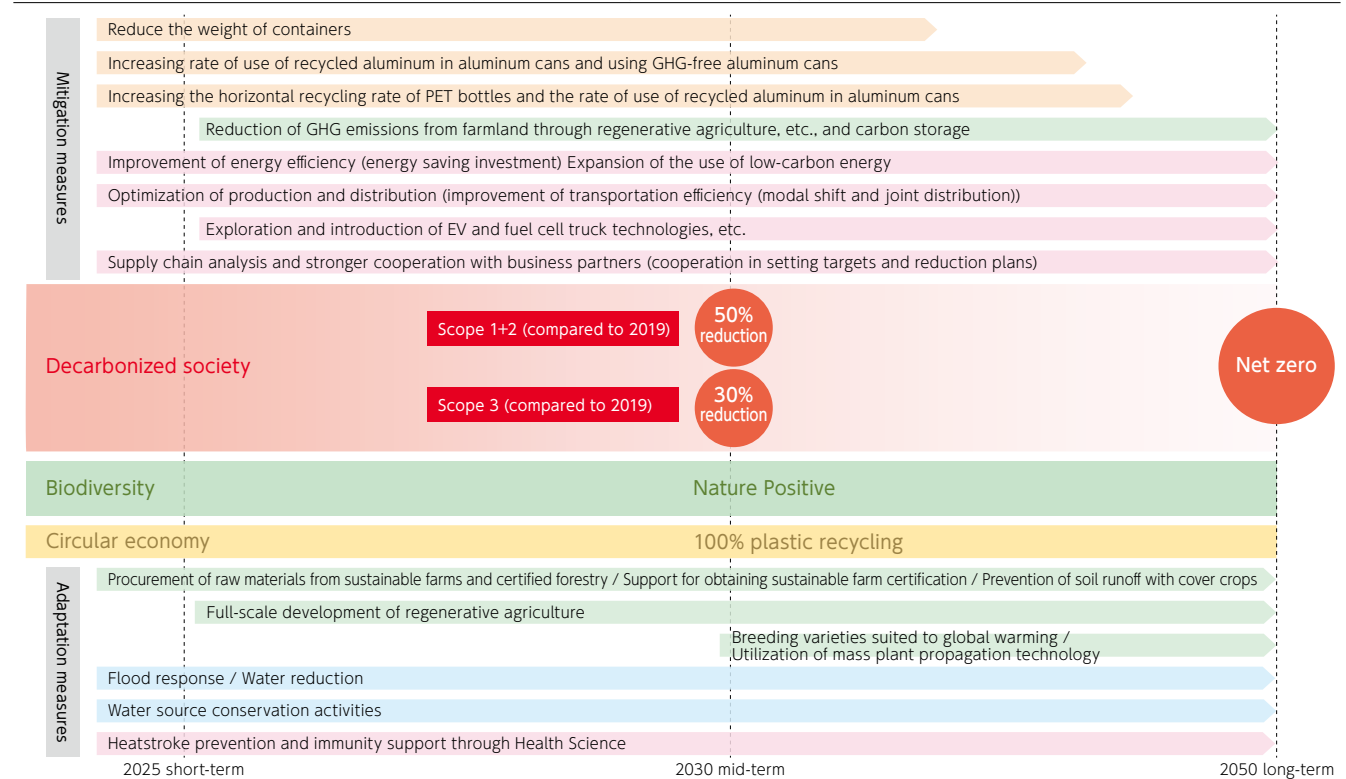 Mitigation measures
Reduce the weight of containers
Increasing rate of use of recycled aluminum in aluminum cans and using GHG-free aluminum cans
Increasing the horizontal recycling rate of PET bottles and the rate of use of recycled aluminum in aluminum cans
Reduction of GHG emissions from farmland through regenerative agriculture, etc., and carbon storage
Improvement of energy efficiency (energy saving investment) Expansion of the use of low-carbon energy
Optimization of production and distribution (improvement of transportation efficiency (modal shift and joint distribution))
Exploration and introduction of EV and fuel cell truck technologies, etc.
Supply chain analysis and stronger cooperation with business partners (cooperation in setting targets and reduction plans)
Decarbonized society
Scope 1+2 (compared to 2019)
50%
reduction
Scope 3 (compared to 2019)
30%
reduction
Net zero
Biodiversity
Nature Positive
Circular economy
100% plastic recycling
Adaptation measures
Procurement of raw materials from sustainable farms and certified forestry / Support for obtaining sustainable farm certification / Prevention of soil runoff with cover crops
Full-scale development of regenerative agriculture
Breeding varieties suited to global warming /
Utilization of mass plant propagation technology
Flood response / Water reduction
Water source conservation activities
Heatstroke prevention and immunity support through Health Science
2025 short-term
2030 mid-term
2050 long-term